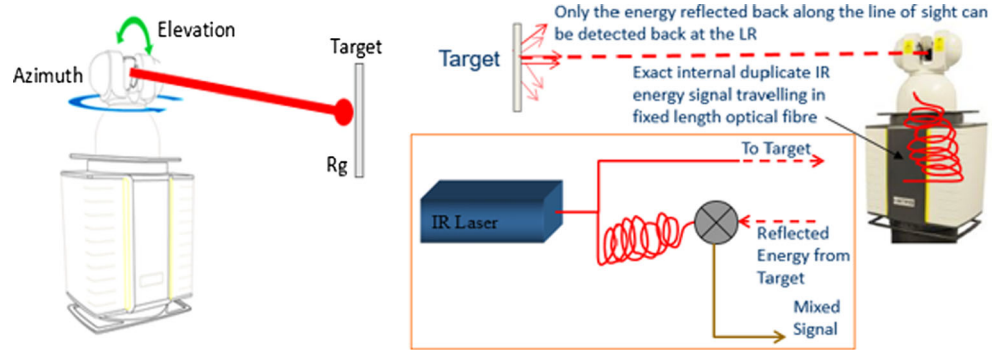 Elevation
Azimuth
Target
Rg
Only the energy reflected back along the line of sight can
be detected back at the LR
Target
Exact internal duplicate IR
energy signal travelling in
fixed length optical fibre
To Target
IR Laser
Reflected
Energy from
Target
Mixed
Signal